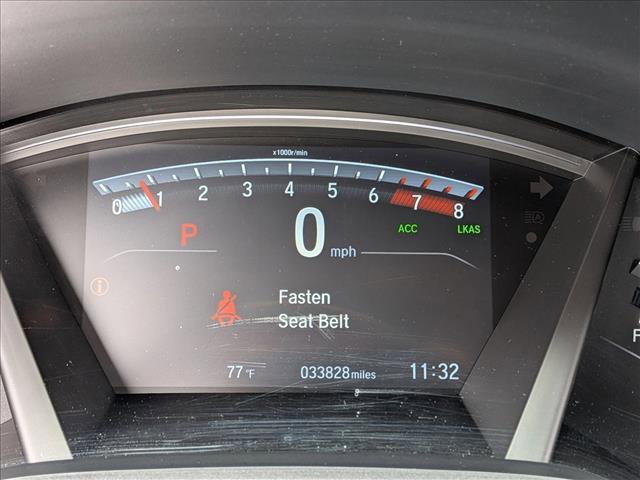 x1000r/min
0 1 2 3 4 5 6 7 8
P 0 mph ACC LKAS
Fasten
Seat Belt
77°F 033828 miles 11:32
F